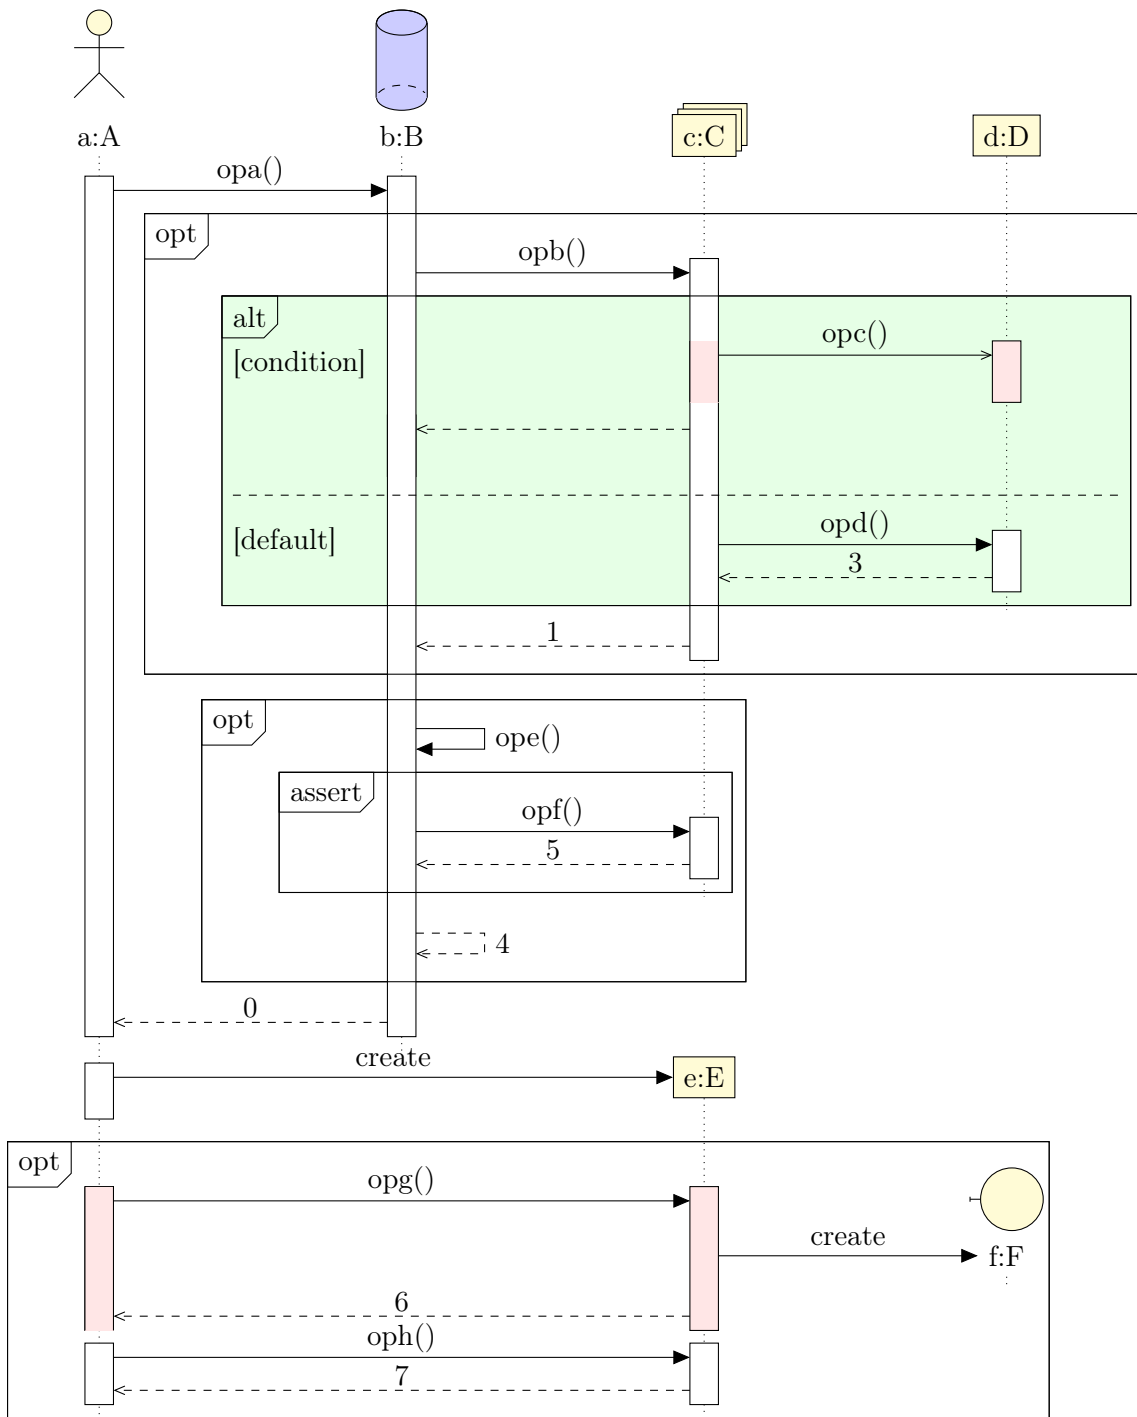 a:A
b:B
c:C
d:D
opa()
opt
opb()
alt
opc()
[condition]
opd()
[default]
3
1
opt
ope()
assert
opf()
5
4
0
create
e:E
opt
opg()
create
f:F
6
oph()
7